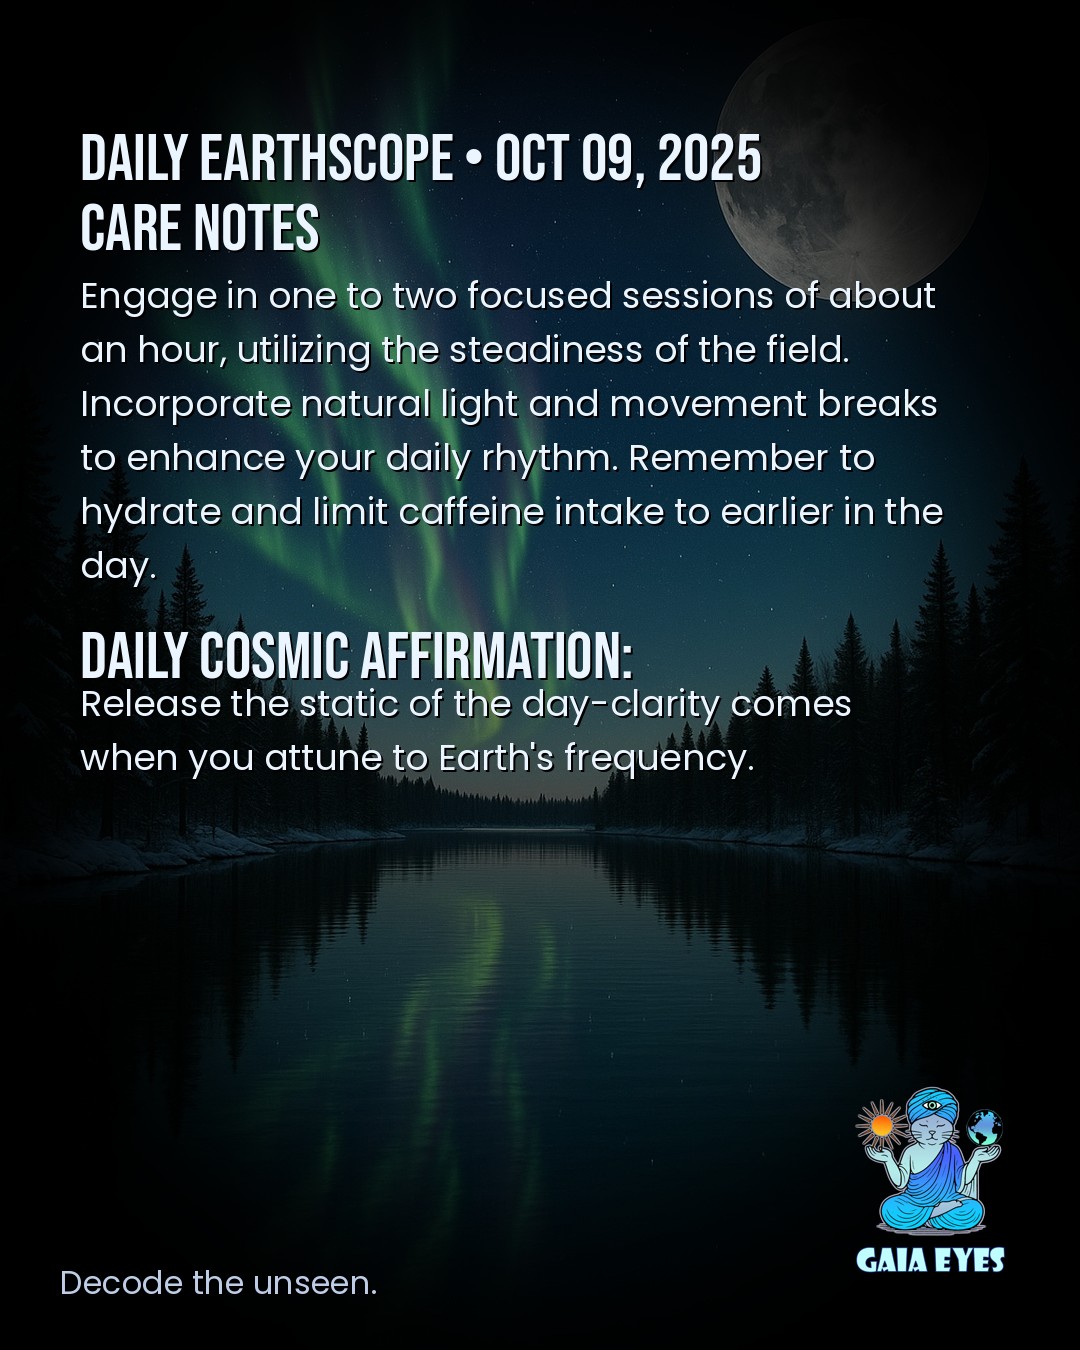 DAILY EARTHSCOPE • OCT 09, 2025
CARE NOTES
Engage in one to two focused sessions of about
an hour, utilizing the steadiness of the field.
Incorporate natural light and movement breaks
to enhance your daily rhythm. Remember to
hydrate and limit caffeine intake to earlier in the
day.
DAILY COSMIC AFFIRMATION:
Release the static of the day-clarity comes
when you attune to Earth's frequency.
GAIA EYES
Decode the unseen.